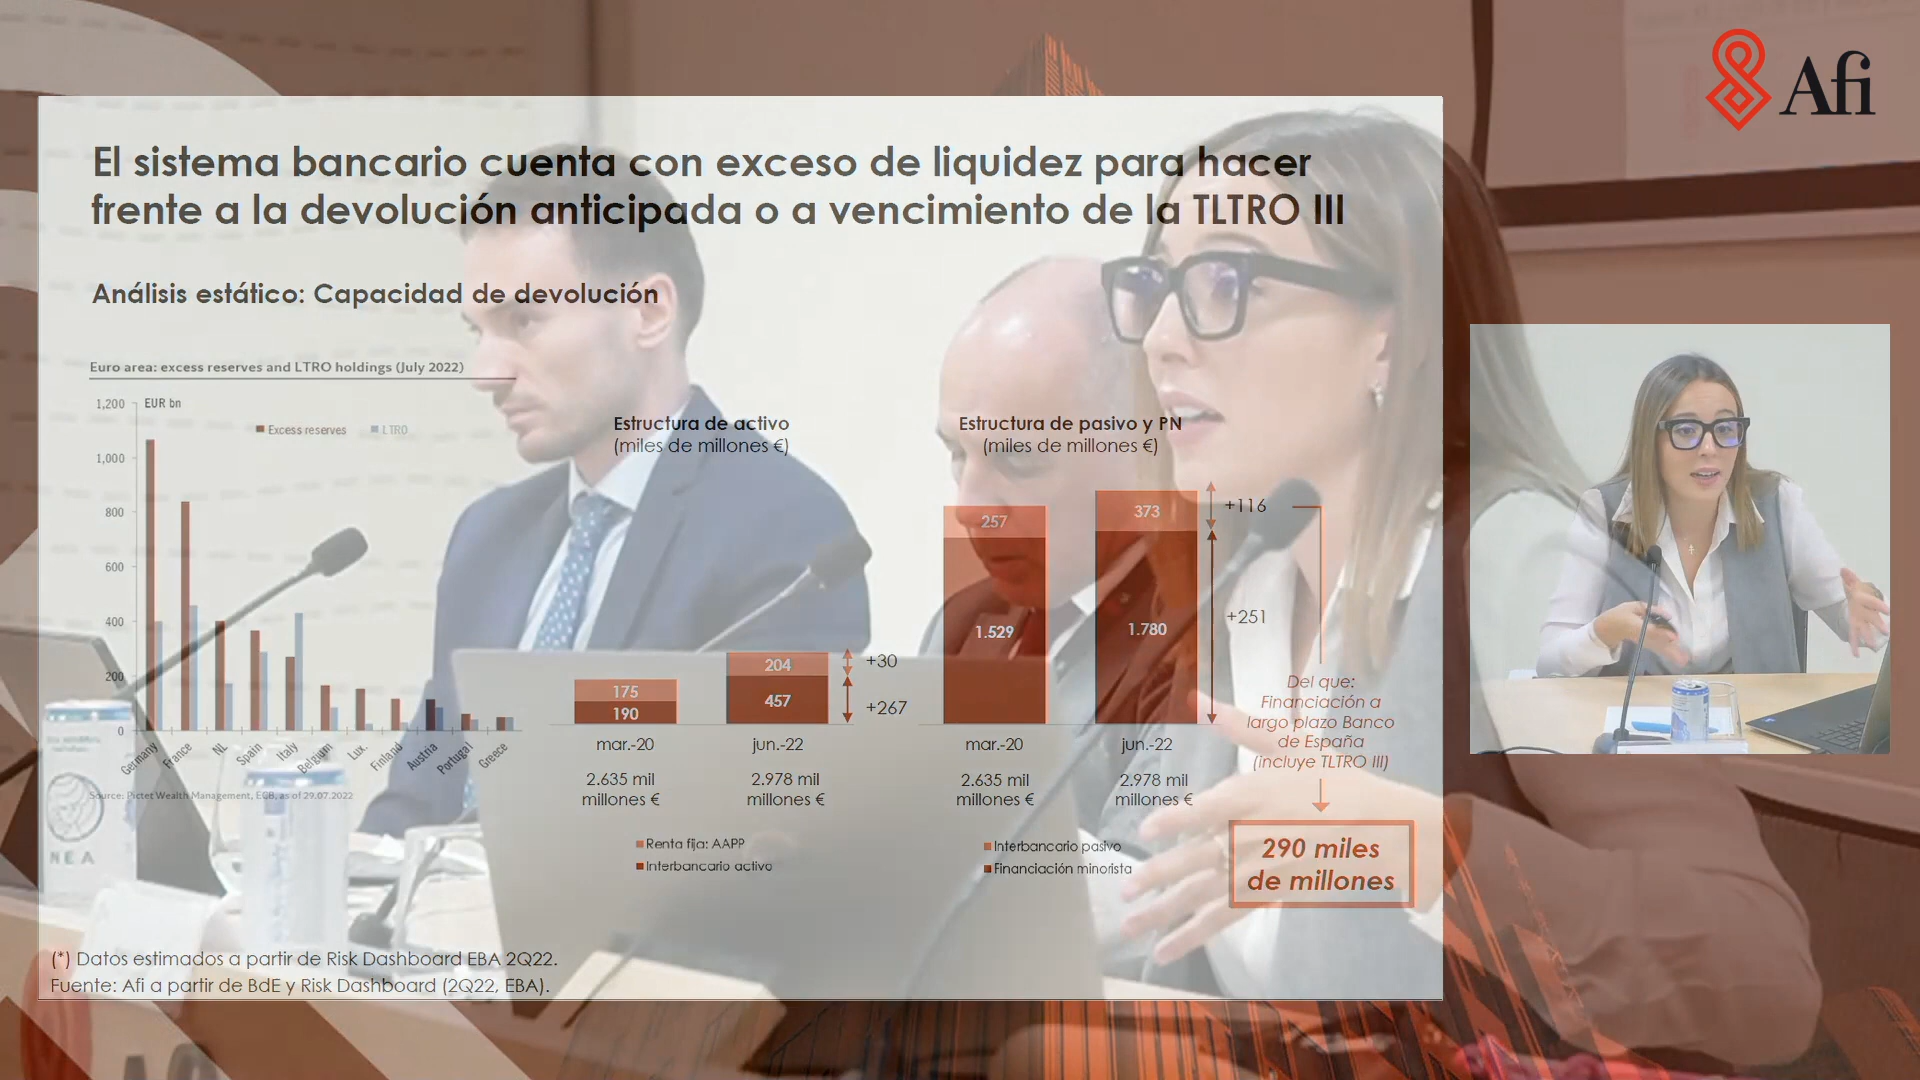 Afi
El sistema bancario cuenta con exceso de liquidez para hacer
frente a la devolución anticipada o a vencimiento de la TLTRO III
Análisis estático: Capacidad de devolución
Euro area: excess reserves and LTRO holdings (July 2022)
EUR bn
Excess reserves
LTRO
1,200
1,000
800
600
400
200
0
Germany
France
NL
Spain
Italy
Belgium
Lux.
Finland
Austria
Portugal
Greece
Source: Pictet Wealth Management, ECB, as of 29.07.2022
Estructura de activo
(miles de millones €)
175
190
204
457
+30
+267
mar.-20
jun.-22
2.635 mil
millones €
2.978 mil
millones €
Renta fija: AAPP
Interbancario activo
Estructura de pasivo y PN
(miles de millones €)
257
1.529
373
1.780
+116
+251
mar.-20
jun.-22
2.635 mil
millones €
2.978 mil
millones €
Interbancario pasivo
Financiación minorista
Del que:
Financiación a
largo plazo Banco
de España
(incluye TLTRO III)
290 miles
de millones
NEA
(*) Datos estimados a partir de Risk Dashboard EBA 2Q22.
Fuente: Afi a partir de BdE y Risk Dashboard (2Q22, EBA).